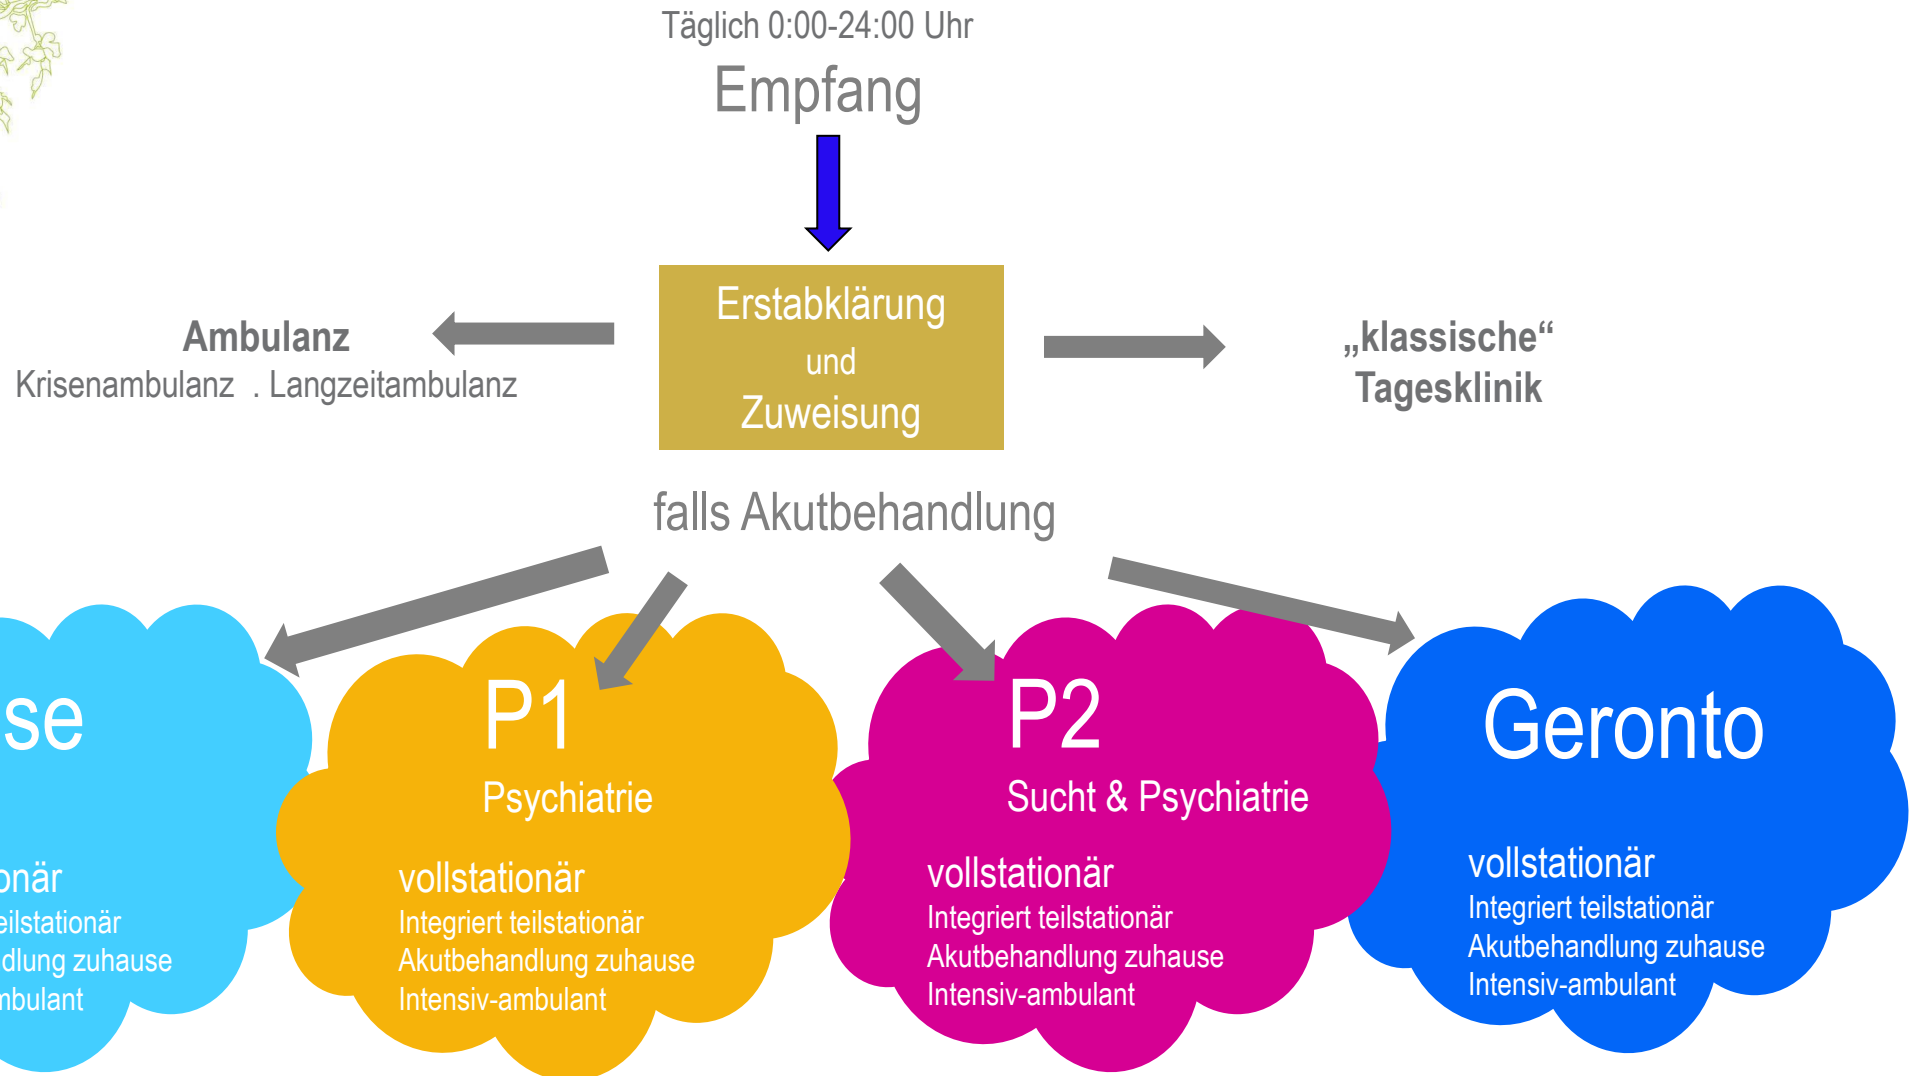 Täglich 0:00-24:00 Uhr
Empfang
Erstabklärung
und
Zuweisung
Ambulanz
Krisenambulanz . Langzeitambulanz
„klassische“
Tagesklinik
falls Akutbehandlung
se
onär
eilstationär
dlung zuhause
mbulant
P1
Psychiatrie
vollstationär
Integriert teilstationär
Akutbehandlung zuhause
Intensiv-ambulant
P2
Sucht & Psychiatrie
vollstationär
Integriert teilstationär
Akutbehandlung zuhause
Intensiv-ambulant
Geronto
vollstationär
Integriert teilstationär
Akutbehandlung zuhause
Intensiv-ambulant